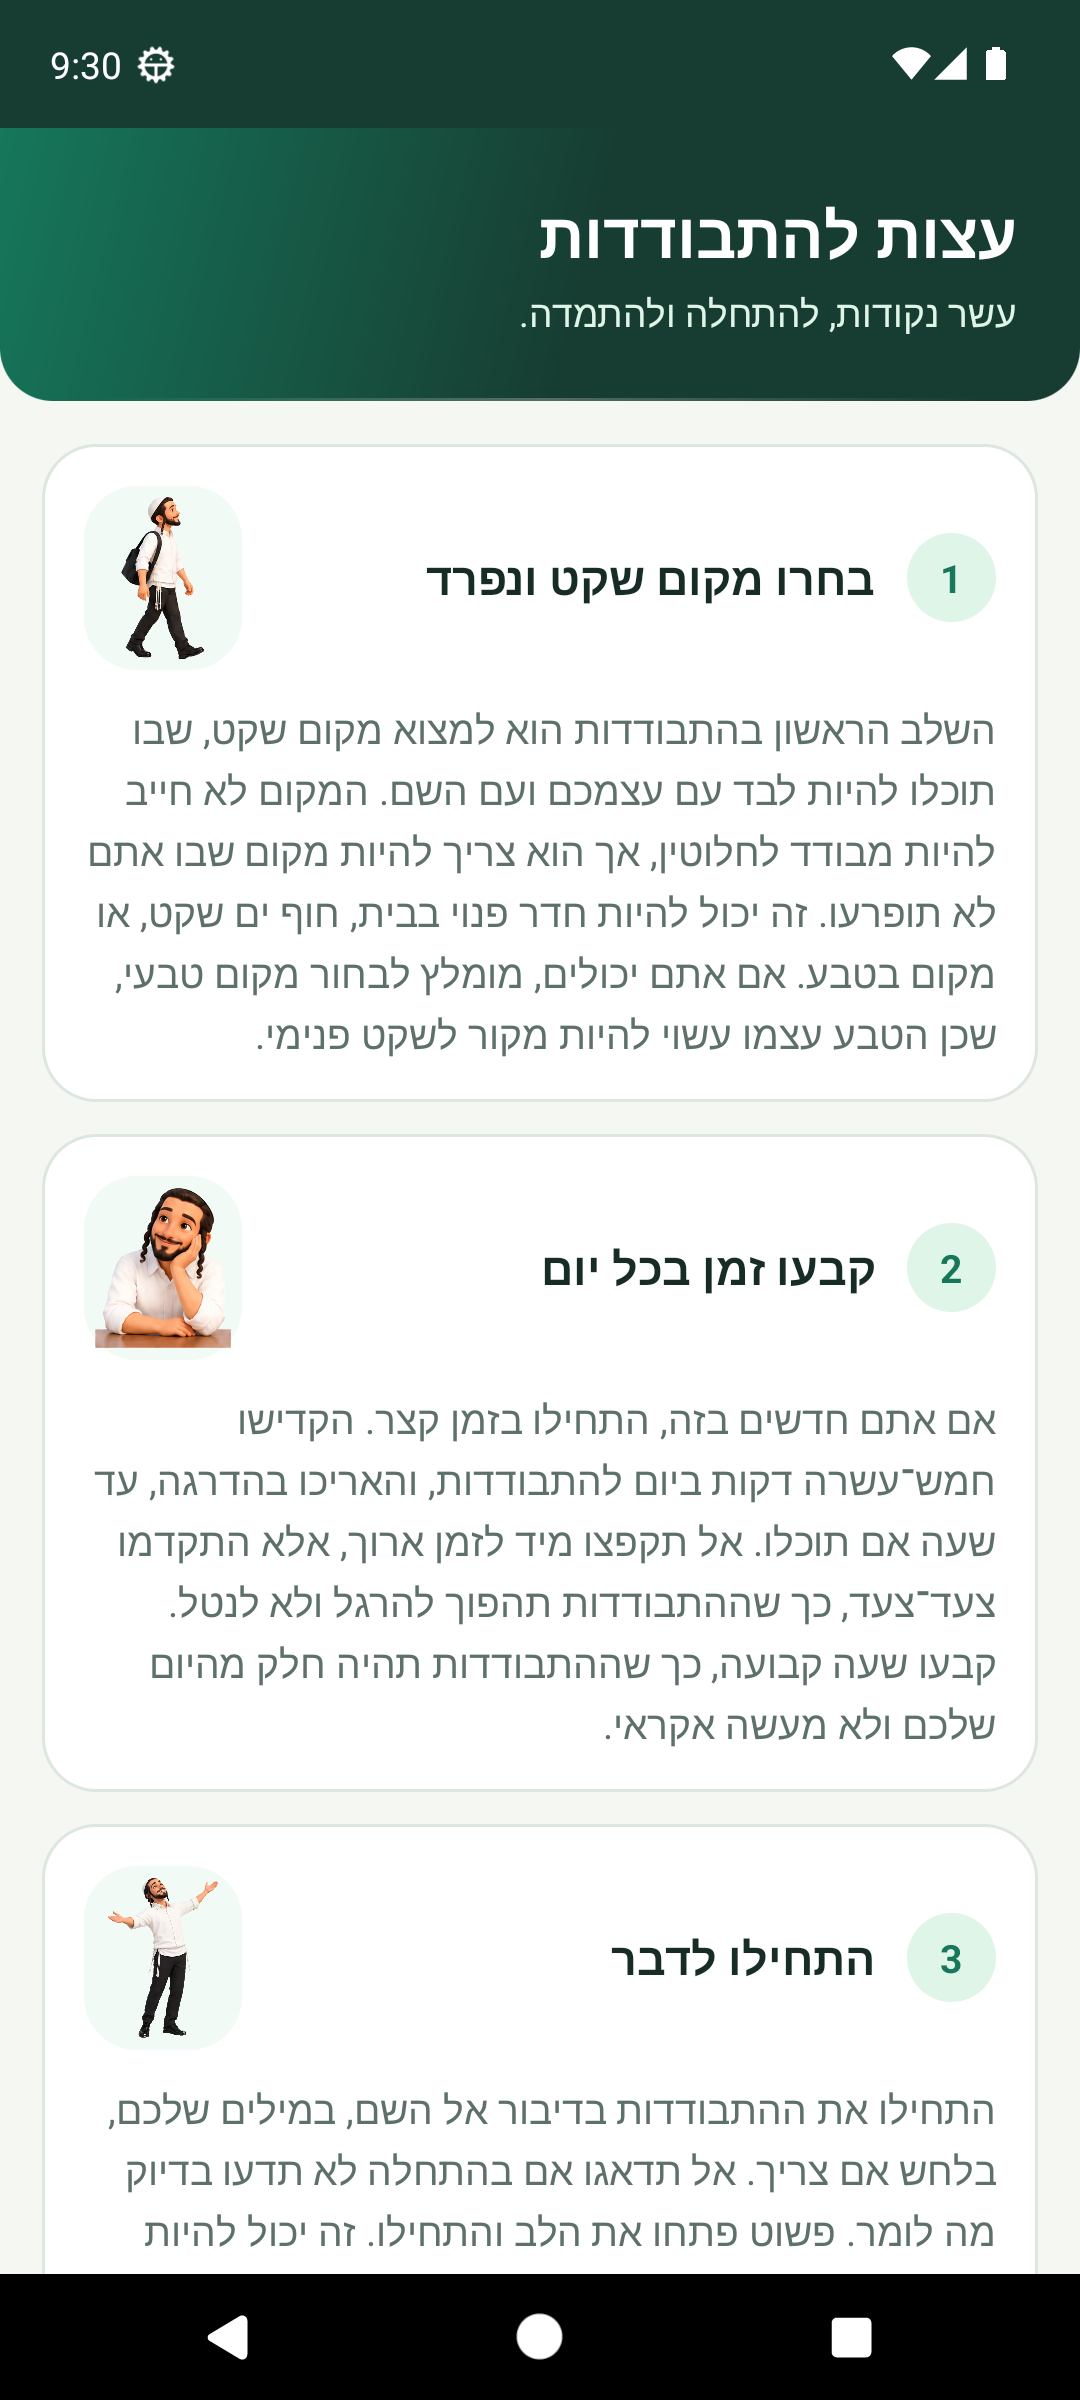 9:30
עצות להתבודדות
עשר נקודות, להתחלה ולהתמדה.
1
בחרו מקום שקט ונפרד
השלב הראשון בהתבודדות הוא למצוא מקום שקט, שבו
תוכלו להיות לבד עם עצמכם ועם השם. המקום לא חייב
להיות מבודד לחלוטין, אך הוא צריך להיות מקום שבו אתם
לא תופרעו. זה יכול להיות חדר פנוי בבית, חוף ים שקט, או
מקום בטבע. אם אתם יכולים, מומלץ לבחור מקום טבעי,
שכן הטבע עצמו עשוי להיות מקור לשקט פנימי.
2
קבעו זמן בכל יום
אם אתם חדשים בזה, התחילו בזמן קצר. הקדישו
חמש־עשרה דקות ביום להתבודדות, והאריכו בהדרגה, עד
שעה אם תוכלו. אל תקפצו מיד לזמן ארוך, אלא התקדמו
צעד־צעד, כך שההתבודדות תהפוך להרגל ולא לנטל.
קבעו שעה קבועה, כך שההתבודדות תהיה חלק מהיום
שלכם ולא מעשה אקראי.
3
התחילו לדבר
התחילו את ההתבודדות בדיבור אל השם, במילים שלכם,
בלחש אם צריך. אל תדאגו אם בהתחלה לא תדעו בדיוק
מה לומר. פשוט פתחו את הלב והתחילו. זה יכול להיות